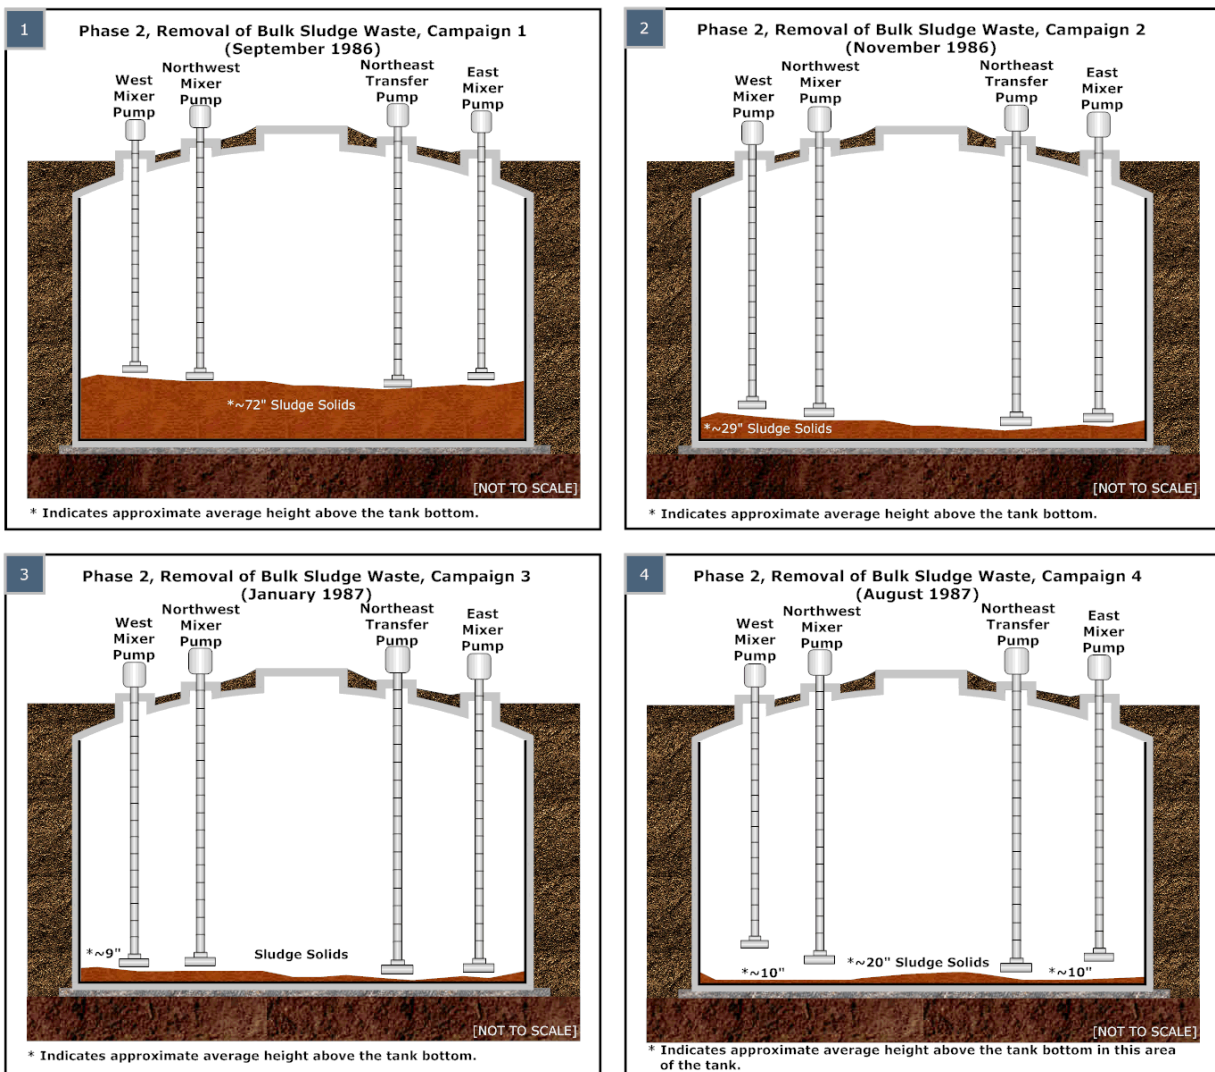 1
Phase 2, Removal of Bulk Sludge Waste, Campaign 1
(September 1986)
West
Mixer
Pump
Northwest
Mixer
Pump
Northeast
Transfer
Pump
East
Mixer
Pump
*~72" Sludge Solids
[NOT TO SCALE]
* Indicates approximate average height above the tank bottom.
2
Phase 2, Removal of Bulk Sludge Waste, Campaign 2
(November 1986)
West
Mixer
Pump
Northwest
Mixer
Pump
Northeast
Transfer
Pump
East
Mixer
Pump
*~29" Sludge Solids
[NOT TO SCALE]
* Indicates approximate average height above the tank bottom.
3
Phase 2, Removal of Bulk Sludge Waste, Campaign 3
(January 1987)
West
Mixer
Pump
Northwest
Mixer
Pump
Northeast
Transfer
Pump
East
Mixer
Pump
*~9"
Sludge Solids
[NOT TO SCALE]
* Indicates approximate average height above the tank bottom.
4
Phase 2, Removal of Bulk Sludge Waste, Campaign 4
(August 1987)
West
Mixer
Pump
Northwest
Mixer
Pump
Northeast
Transfer
Pump
East
Mixer
Pump
*~10"
*~20" Sludge Solids
*~10"
[NOT TO SCALE]
* Indicates approximate average height above the tank bottom in this area
of the tank.